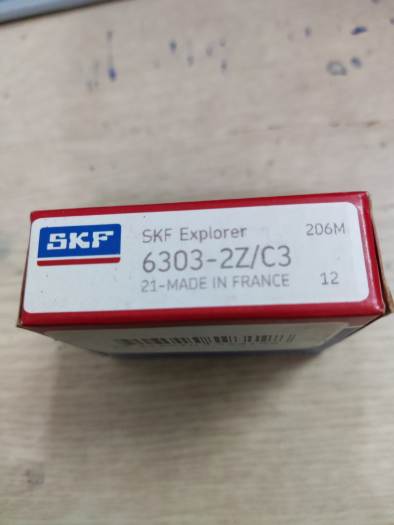 SKF
SKF Explorer
206M
6303-2Z/C3
21-MADE IN FRANCE
12